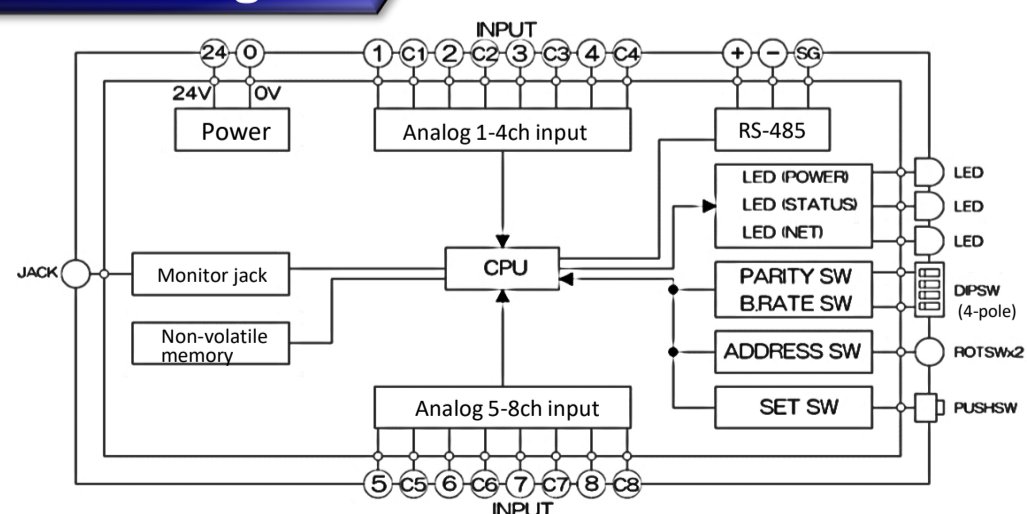 INPUT
24 0 1 C1 2 C2 3 C3 4 C4 + − SG
24V 0V
Power
Analog 1-4ch input
RS-485
LED (POWER)
LED (STATUS)
LED (NET)
LED
LED
LED
JACK
Monitor jack
CPU
PARITY SW
B.RATE SW
DIPSW
(4-pole)
Non-volatile
memory
ADDRESS SW
ROTSWx2
Analog 5-8ch input
SET SW
PUSHSW
5 C5 6 C6 7 C7 8 C8
INPUT